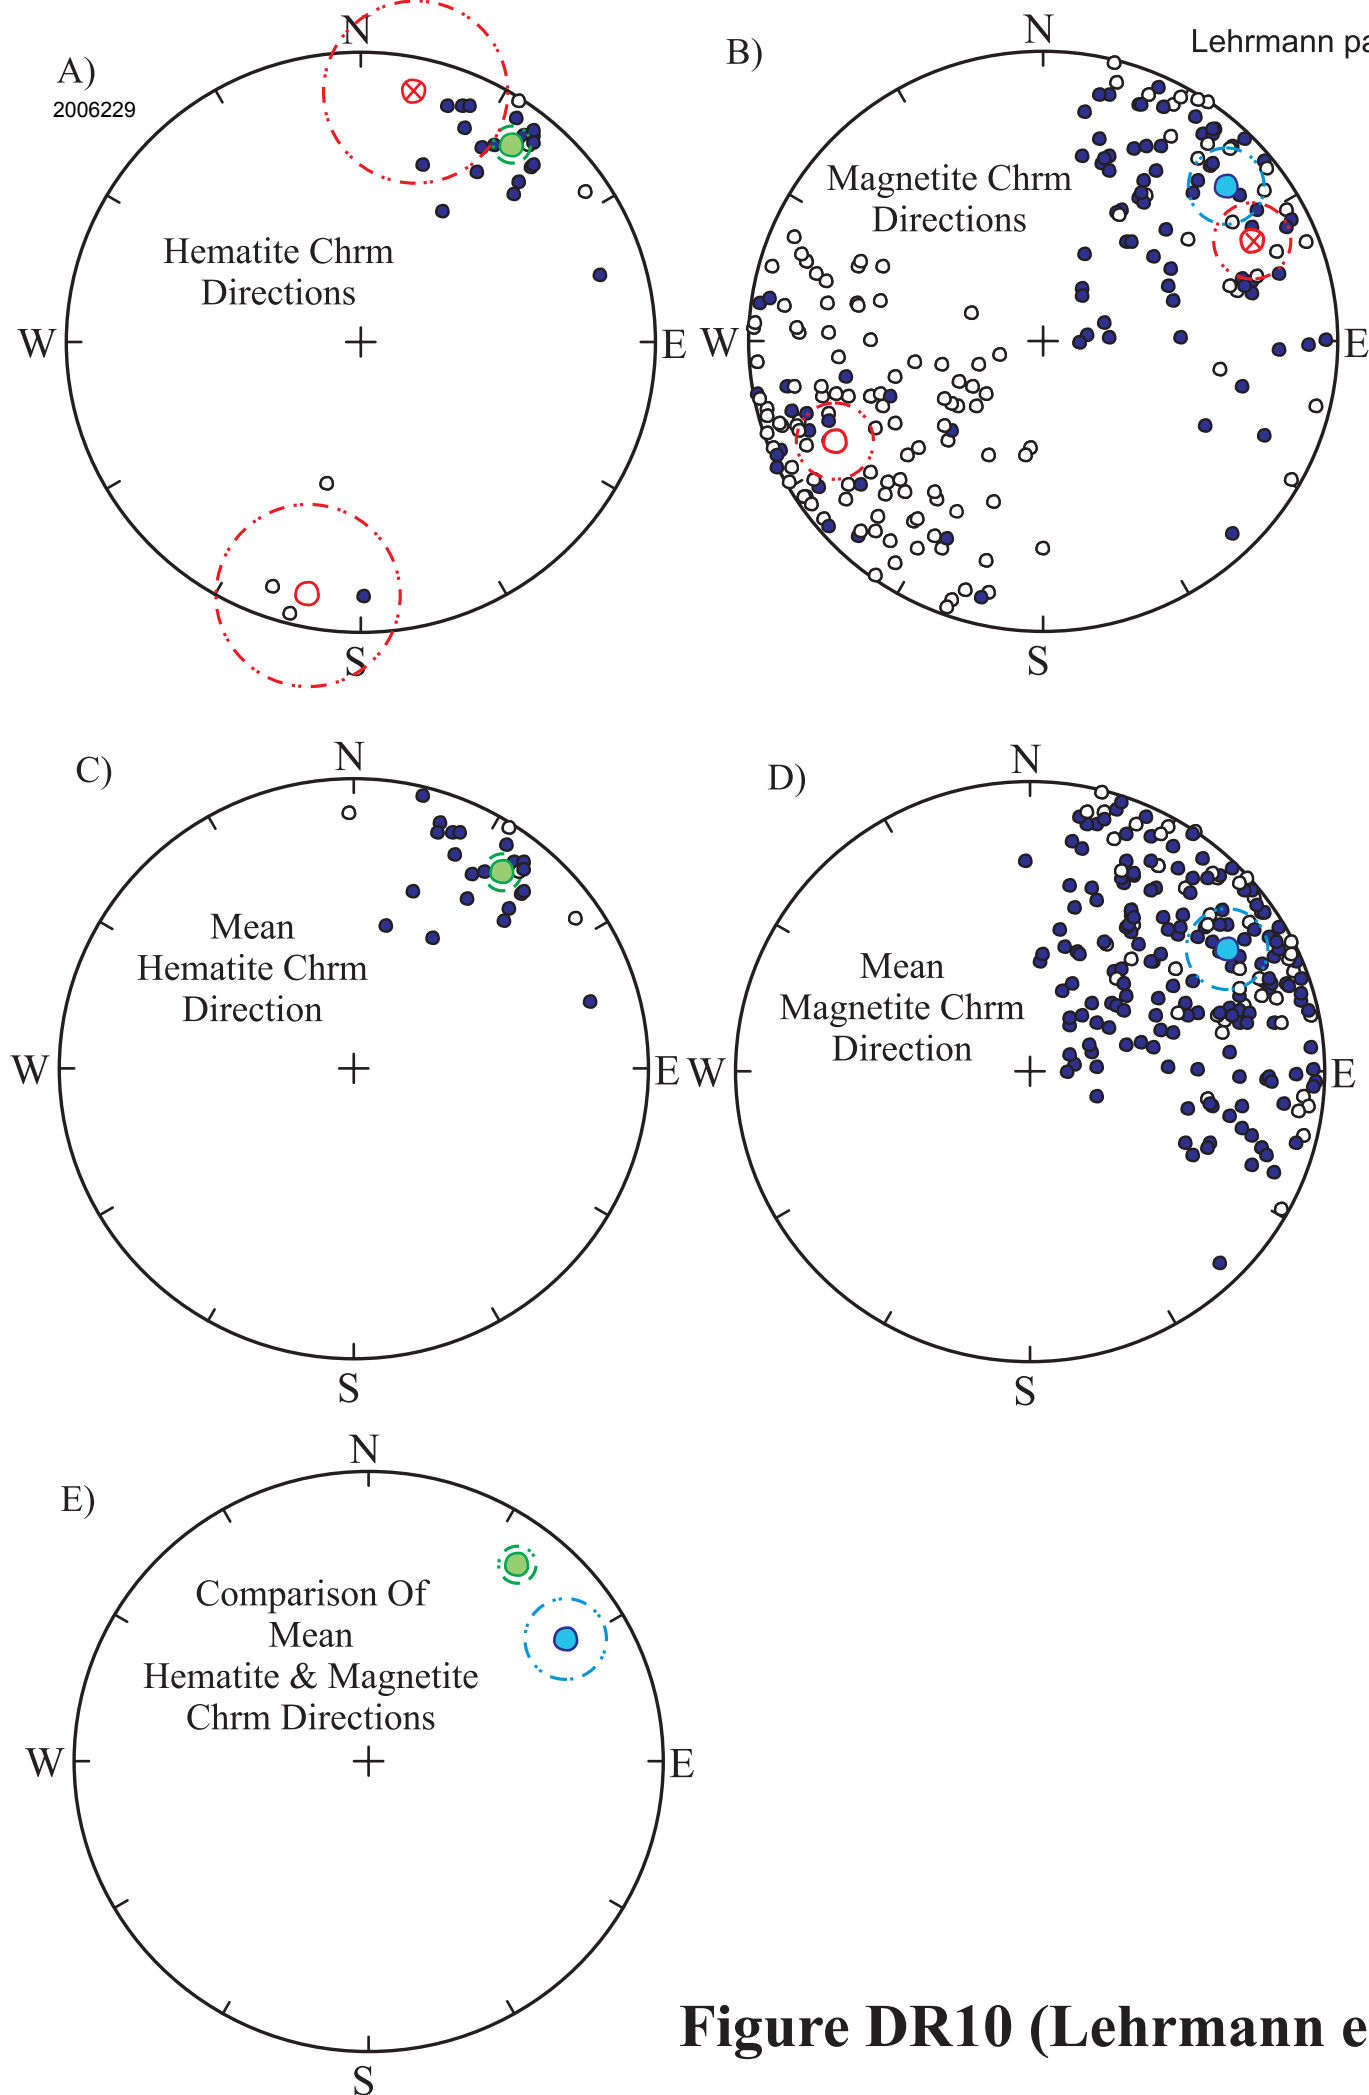 N
A)
2006229
Hematite Chrm
Directions
W
E
S
Lehrmann pa
B)
N
Magnetite Chrm
Directions
W
E
S
C)
N
Mean
Hematite Chrm
Direction
W
E
S
D)
N
Mean
Magnetite Chrm
Direction
W
E
S
E)
N
Comparison Of
Mean
Hematite & Magnetite
Chrm Directions
W
E
S
Figure DR10 (Lehrmann e